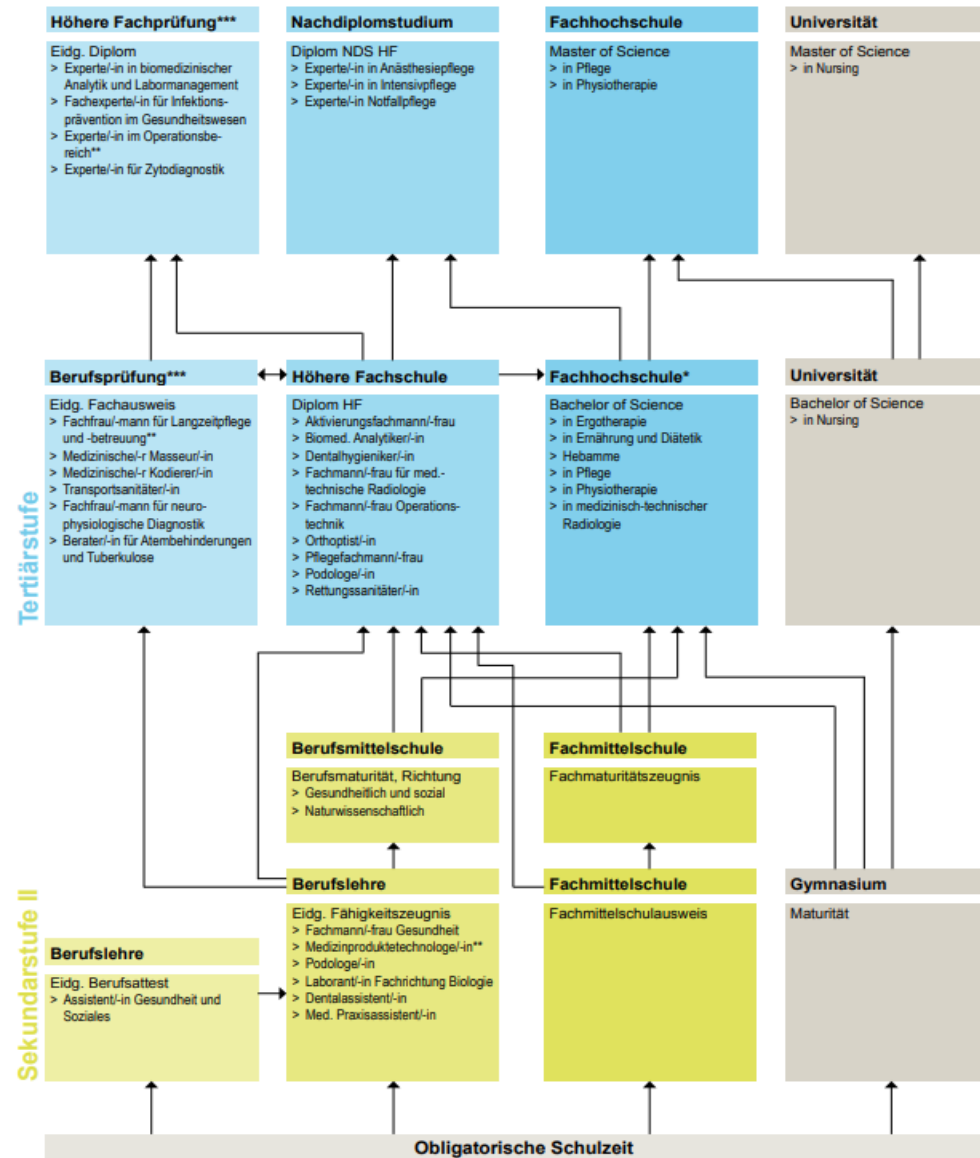 Höhere Fachprüfung***
Eidg. Diplom
> Experte/-in in biomedizinischer
Analytik und Labormanagement
> Fachexperte/-in für Infektions-
prävention im Gesundheitswesen
> Experte/-in im Operationsbe-
reich**
> Experte/-in für Zytodiagnostik
Nachdiplomstudium
Diplom NDS HF
> Experte/-in in Anästhesiepflege
> Experte/-in in Intensivpflege
> Experte/-in Notfallpflege
Fachhochschule
Master of Science
> in Pflege
> in Physiotherapie
Universität
Master of Science
> in Nursing
Tertiärstufe
Berufsprüfung***
Eidg. Fachausweis
> Fachfrau/-mann für Langzeitpflege
und -betreuung**
> Medizinische/-r Masseur/-in
> Medizinische/-r Kodierer/-in
> Transportsanitäter/-in
> Fachfrau/-mann für neuro-
physiologische Diagnostik
> Berater/-in für Atembehinderungen
und Tuberkulose
Höhere Fachschule
Diplom HF
> Aktivierungsfachmann/-frau
> Biomed. Analytiker/-in
> Dentalhygieniker/-in
> Fachmann/-frau für med.-
technische Radiologie
> Fachmann/-frau Operations-
technik
> Orthoptist/-in
> Pflegefachmann/-frau
> Podologe/-in
> Rettungssanitäter/-in
Fachhochschule*
Bachelor of Science
> in Ergotherapie
> in Ernährung und Diätetik
> Hebamme
> in Pflege
> in Physiotherapie
> in medizinisch-technischer
Radiologie
Universität
Bachelor of Science
> in Nursing
Berufsmittelschule
Berufsmaturität, Richtung
> Gesundheitlich und sozial
> Naturwissenschaftlich
Fachmittelschule
Fachmaturitätszeugnis
Sekundarstufe II
Berufslehre
Eidg. Berufsattest
> Assistent/-in Gesundheit und
Soziales
Berufslehre
Eidg. Fähigkeitszeugnis
> Fachmann/-frau Gesundheit
> Medizinproduktetechnologe/-in**
> Podologe/-in
> Laborant/-in Fachrichtung Biologie
> Dentalassistent/-in
> Med. Praxisassistent/-in
Fachmittelschule
Fachmittelschulausweis
Gymnasium
Maturität
Obligatorische Schulzeit